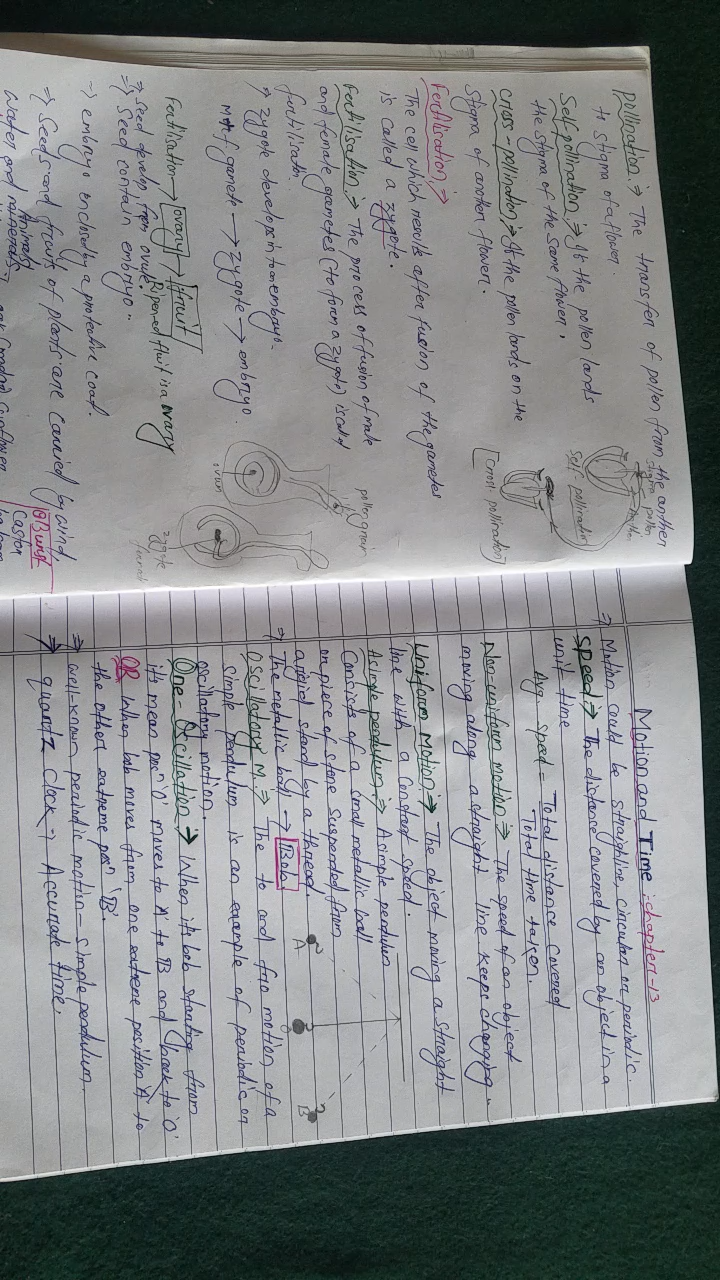 Pollination :→ The transfer of pollen from the anther
to stigma of a flower
Self pollination :→ If the pollen lands
the stigma of the same flower.
cross-pollination :→ If the pollen lands on the
stigma of another flower.
stigma
pollen
Anther
[Self pollination]
[Cross pollination]
Fertilisation :→
The cell which results after fusion of the gametes
is called a zygote.
Fertilisation :→ The process of fusion of male
and female gametes (to form a zygote) is called
fertilisation.
→ zygote develops into an embryo.
m+f gamete → zygote → embryo.
pollen grain
ovum
zygote
formed
Fertilisation → ovary → fruit
Ripened fruit is a ovary
⇒ Seed develop from ovule
⇒ Seed contain embryo.
→ embryo enclosed by a protective coat.
⇒ Seeds and fruits of plants are carried by wind,
Animals
water and
Castor
Motion and Time :- chapter-13
→ Motion could be straightline, circular or periodic.
Speed :→ The distance covered by an object in a
unit time
Avg. speed = Total distance covered
Total time taken.
Non-uniform motion :→ The speed of an object
moving along a straight line keeps changing.
Uniform Motion :→ The object moving a straight
line with a constant speed.
A simple pendulum :→ A simple pendulum
consists of a small metallic ball
or piece of stone suspended from
a rigid stand by a thread.
A
O
B
⇒ The metallic ball → Bob
Oscillatory M. :→ The to and fro motion of a
simple pendulum is an example of periodic or
oscillatory motion.
One-Oscillation → When its bob starting from
its mean posⁿ 'O' moves to A to B and back to 'O'
OR When bob moves from one extreme position A to
the other extreme posⁿ 'B'.
⇒ well-known periodic motion - simple pendulum
⇒ quartz clock → Accurate time.